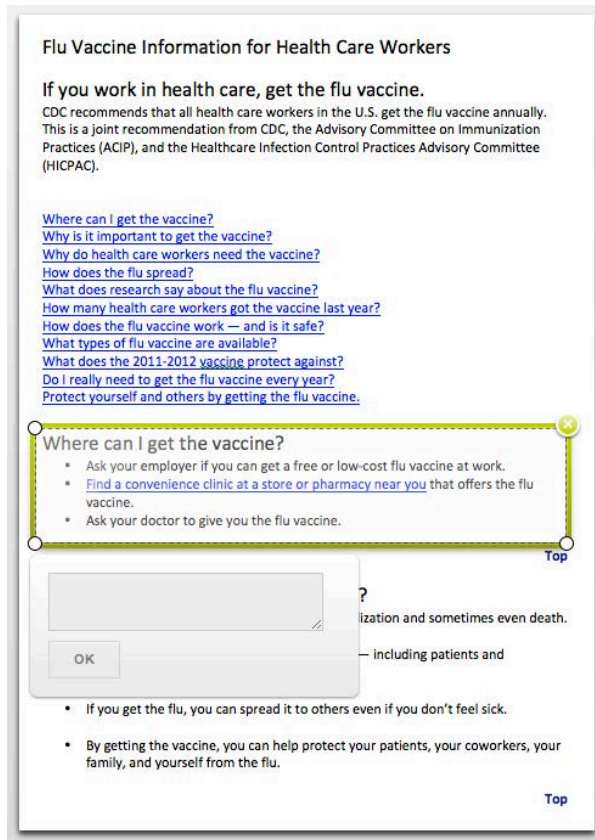 Flu Vaccine Information for Health Care Workers
If you work in health care, get the flu vaccine.
CDC recommends that all health care workers in the U.S. get the flu vaccine annually.
This is a joint recommendation from CDC, the Advisory Committee on Immunization
Practices (ACIP), and the Healthcare Infection Control Practices Advisory Committee
(HICPAC).
Where can I get the vaccine?
Why is it important to get the vaccine?
Why do health care workers need the vaccine?
How does the flu spread?
What does research say about the flu vaccine?
How many health care workers got the vaccine last year?
How does the flu vaccine work — and is it safe?
What types of flu vaccine are available?
What does the 2011-2012 vaccine protect against?
Do I really need to get the flu vaccine every year?
Protect yourself and others by getting the flu vaccine.
Where can I get the vaccine?
• Ask your employer if you can get a free or low-cost flu vaccine at work.
• Find a convenience clinic at a store or pharmacy near you that offers the flu
vaccine.
• Ask your doctor to give you the flu vaccine.
Top
?
ization and sometimes even death.
— including patients and
OK
• If you get the flu, you can spread it to others even if you don't feel sick.
• By getting the vaccine, you can help protect your patients, your coworkers, your
family, and yourself from the flu.
Top